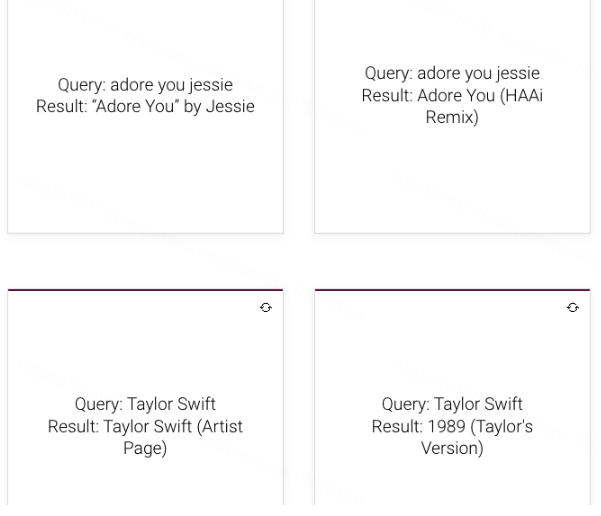 Query: adore you jessie
Result: “Adore You” by Jessie
Query: adore you jessie
Result: Adore You (HAAi
Remix)
Query: Taylor Swift
Result: Taylor Swift (Artist
Page)
Query: Taylor Swift
Result: 1989 (Taylor's
Version)